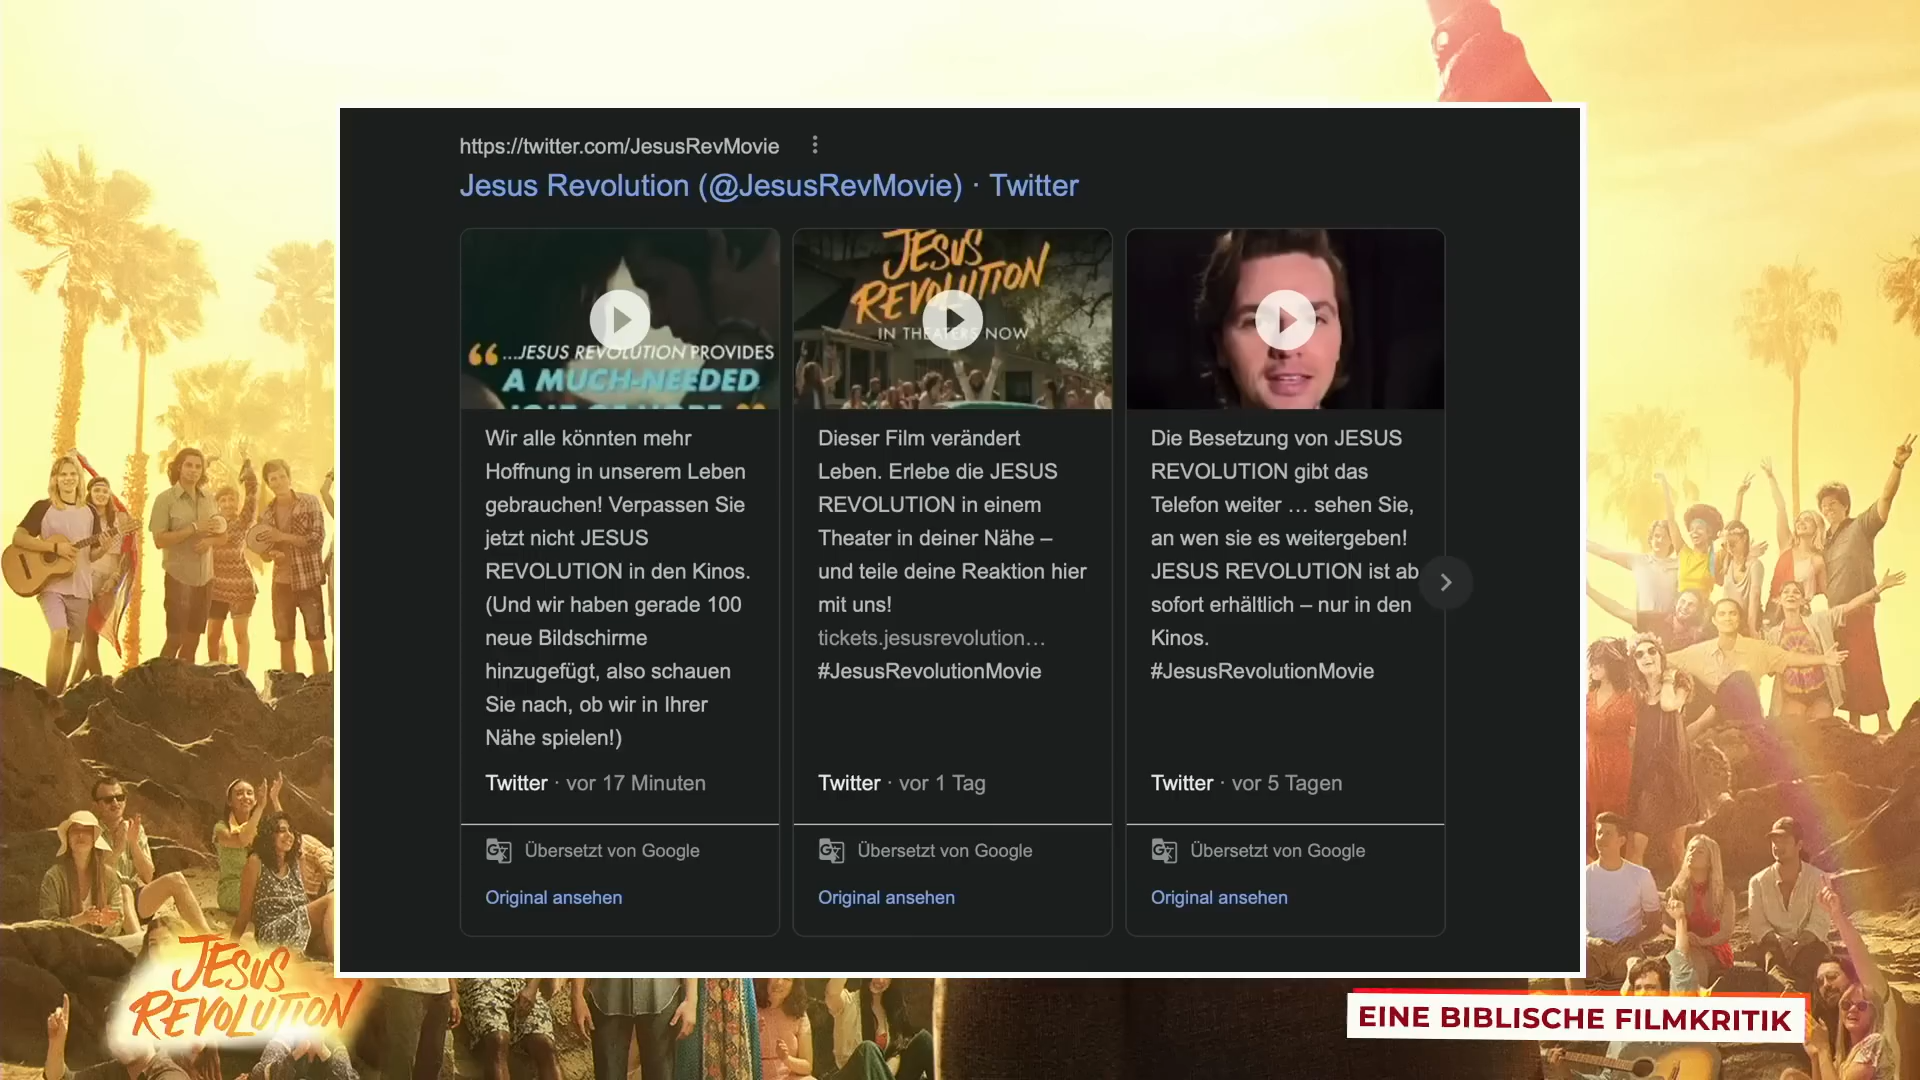 https://twitter.com/JesusRevMovie
Jesus Revolution (@JesusRevMovie) · Twitter
“ ...JESUS REVOLUTION PROVIDES
A MUCH-NEEDED
Wir alle könnten mehr
Hoffnung in unserem Leben
gebrauchen! Verpassen Sie
jetzt nicht JESUS
REVOLUTION in den Kinos.
(Und wir haben gerade 100
neue Bildschirme
hinzugefügt, also schauen
Sie nach, ob wir in Ihrer
Nähe spielen!)
Twitter · vor 17 Minuten
Übersetzt von Google
Original ansehen
JESUS
REVOLUTION
IN THEATERS NOW
Dieser Film verändert
Leben. Erlebe die JESUS
REVOLUTION in einem
Theater in deiner Nähe –
und teile deine Reaktion hier
mit uns!
tickets.jesusrevolution…
#JesusRevolutionMovie
Twitter · vor 1 Tag
Übersetzt von Google
Original ansehen
Die Besetzung von JESUS
REVOLUTION gibt das
Telefon weiter … sehen Sie,
an wen sie es weitergeben!
JESUS REVOLUTION ist ab
sofort erhältlich – nur in den
Kinos.
#JesusRevolutionMovie
Twitter · vor 5 Tagen
Übersetzt von Google
Original ansehen
JESUS
REVOLUTION
EINE BIBLISCHE FILMKRITIK